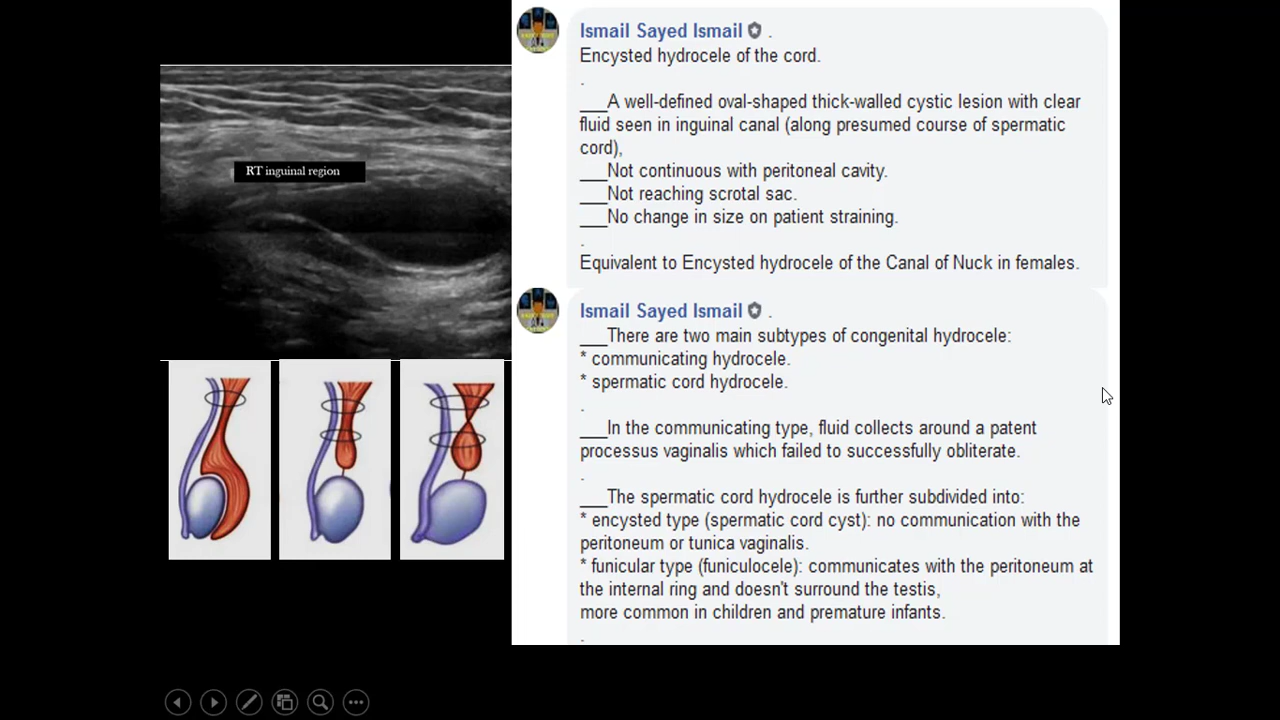 RT inguinal region
Ismail Sayed Ismail .
Encysted hydrocele of the cord.
.
___A well-defined oval-shaped thick-walled cystic lesion with clear
fluid seen in inguinal canal (along presumed course of spermatic
cord),
___Not continuous with peritoneal cavity.
___Not reaching scrotal sac.
___No change in size on patient straining.
.
Equivalent to Encysted hydrocele of the Canal of Nuck in females.
Ismail Sayed Ismail .
___There are two main subtypes of congenital hydrocele:
* communicating hydrocele.
* spermatic cord hydrocele.
.
___In the communicating type, fluid collects around a patent
processus vaginalis which failed to successfully obliterate.
.
___The spermatic cord hydrocele is further subdivided into:
* encysted type (spermatic cord cyst): no communication with the
peritoneum or tunica vaginalis.
* funicular type (funiculocele): communicates with the peritoneum at
the internal ring and doesn't surround the testis,
more common in children and premature infants.
.